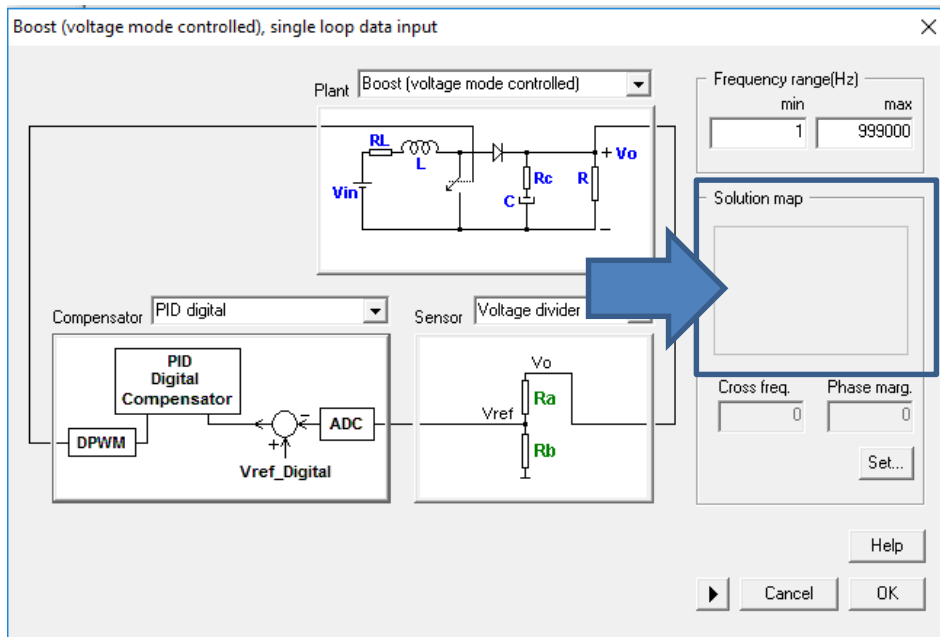 Boost (voltage mode controlled), single loop data input
Plant Boost (voltage mode controlled)
RL
L
Vin
Rc
C
R
+ Vo
−
Frequency range(Hz)
min max
1 999000
Solution map
Compensator PID digital
PID
Digital
Compensator
DPWM
ADC
-
+
Vref_Digital
Sensor Voltage divider
Vo
Vref
Ra
Rb
Cross freq. Phase marg.
0 0
Set...
Help
Cancel OK